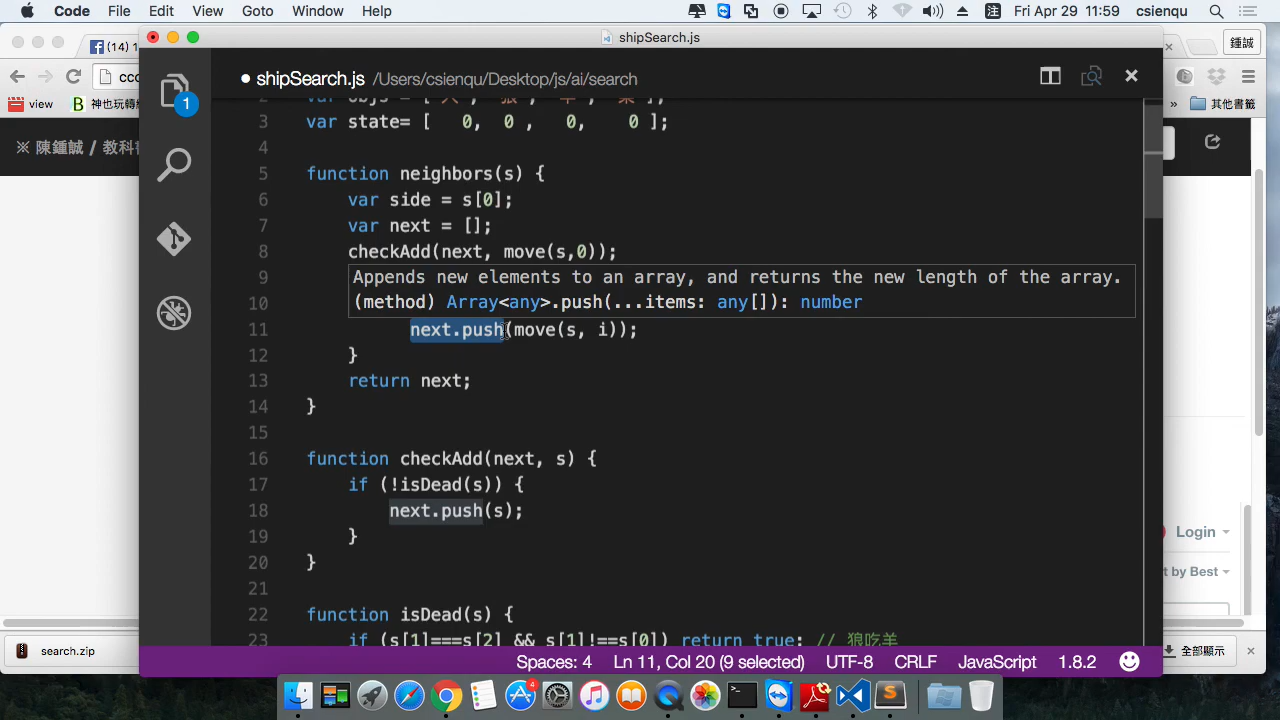 Code File Edit View Goto Window Help
Fri Apr 29 11:59 csienqu
注
shipSearch.js
(14) 1
鍾誠
shipSearch.js /Users/csienqu/Desktop/js/ai/search
ccc
view
神也玩轉
» 其他書籤
1
※ 陳鍾誠 / 教科書
3 var state= [ 0, 0 , 0, 0 ];
4
5 function neighbors(s) {
6 var side = s[0];
7 var next = [];
8 checkAdd(next, move(s,0));
9 Appends new elements to an array, and returns the new length of the array.
10 (method) Array<any>.push(...items: any[]): number
11 next.push(move(s, i));
12 }
13 return next;
14 }
15
16 function checkAdd(next, s) {
17 if (!isDead(s)) {
18 next.push(s);
19 }
20 }
21
22 function isDead(s) {
23 if (s[1]===s[2] && s[1]!==s[0]) return true; // 狼吃羊
Login
t by Best
search.zip
全部顯示
Spaces: 4 Ln 11, Col 20 (9 selected) UTF-8 CRLF JavaScript 1.8.2
4